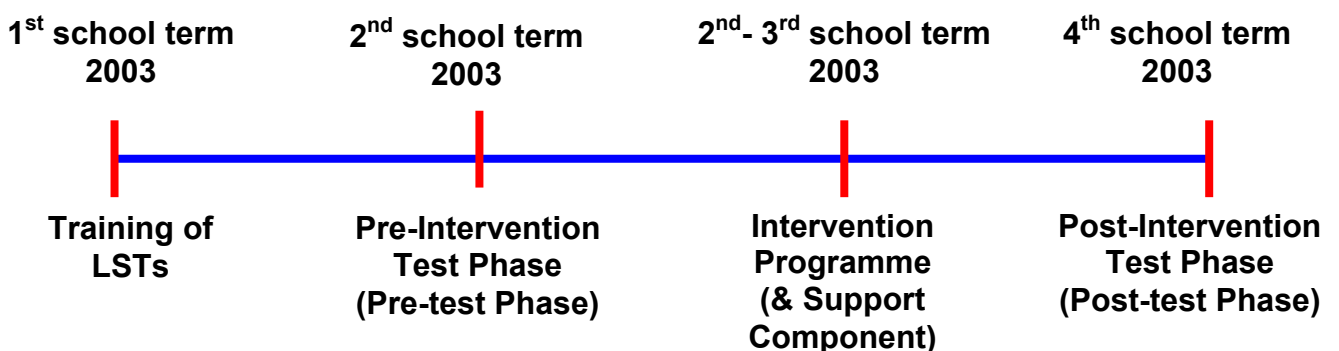 1st school term
2003
2nd school term
2003
2nd- 3rd school term
2003
4th school term
2003
Training of
LSTs
Pre-Intervention
Test Phase
(Pre-test Phase)
Intervention
Programme
(& Support
Component)
Post-Intervention
Test Phase
(Post-test Phase)